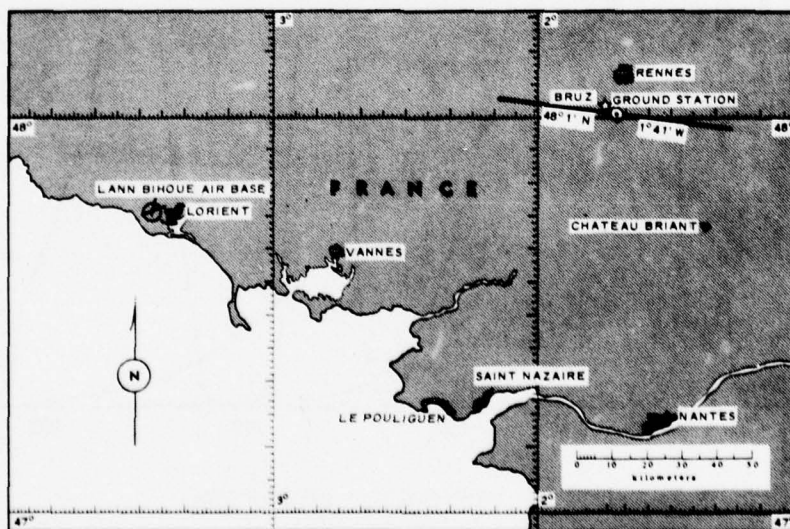 3°
2°
RENNES
BRUZ
GROUND STATION
48°
48° 1' N
1° 41' W
48°
LANN BIHOUE AIR BASE
LORIENT
FRANCE
CHATEAU BRIANT
VANNES
N
SAINT NAZAIRE
LE POULIGUEN
NANTES
0 10 20 30 40 50
kilometers
3°
2°
47°
47°